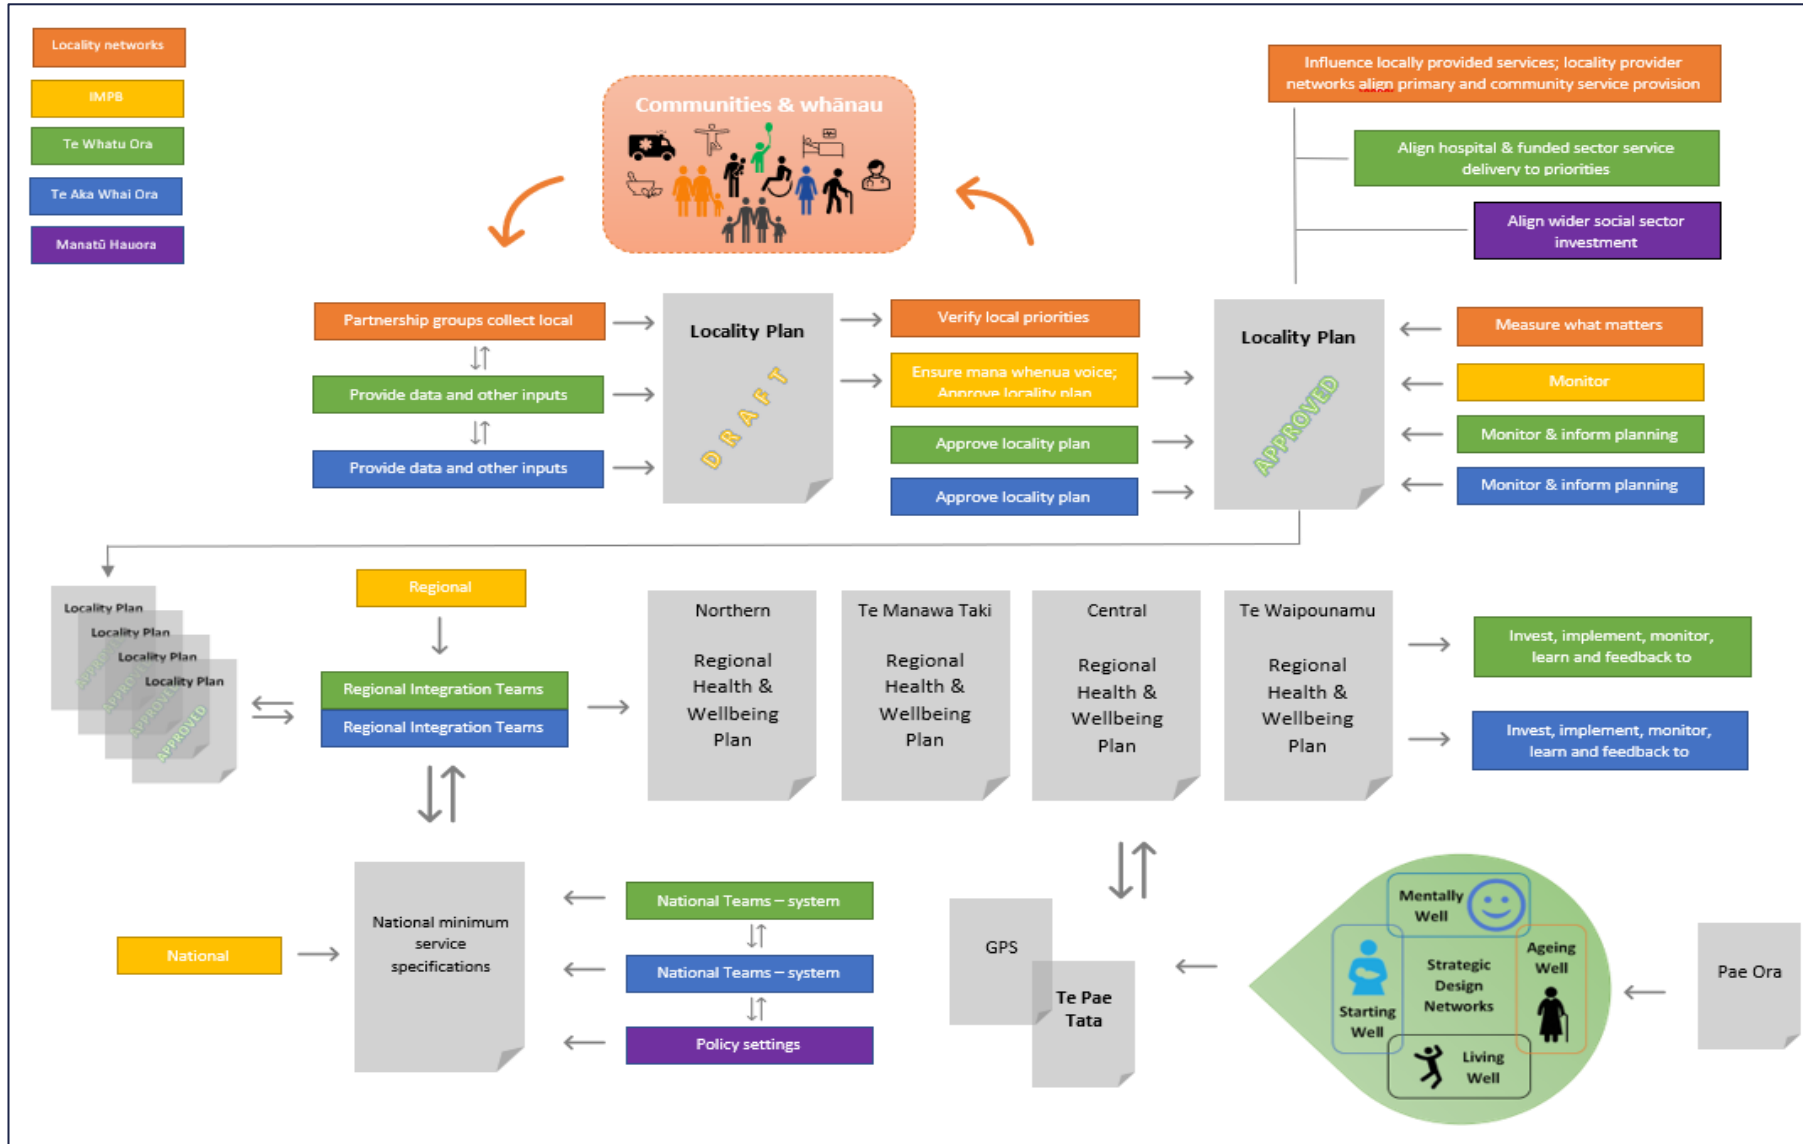 Locality networks
IMPB
Te Whatu Ora
Te Aka Whai Ora
Manatū Hauora
Communities & whānau
Influence locally provided services; locality provider
networks align primary and community service provision
Align hospital & funded sector service
delivery to priorities
Align wider social sector
investment
Partnership groups collect local
Provide data and other inputs
Provide data and other inputs
Locality Plan
DRAFT
Verify local priorities
Ensure mana whenua voice;
Approve locality plan
Approve locality plan
Approve locality plan
Locality Plan
APPROVED
Measure what matters
Monitor
Monitor & inform planning
Monitor & inform planning
Locality Plan
APPROVED
Locality Plan
APPROVED
Locality Plan
APPROVED
Locality Plan
APPROVED
Regional
Regional Integration Teams
Regional Integration Teams
Northern
Regional
Health &
Wellbeing
Plan
Te Manawa Taki
Regional
Health &
Wellbeing
Plan
Central
Regional
Health &
Wellbeing
Plan
Te Waipounamu
Regional
Health &
Wellbeing
Plan
Invest, implement, monitor,
learn and feedback to
Invest, implement, monitor,
learn and feedback to
National
National minimum
service
specifications
National Teams – system
National Teams – system
Policy settings
GPS
Te Pae
Tata
Mentally
Well
Starting
Well
Strategic
Design
Networks
Ageing
Well
Living
Well
Pae Ora